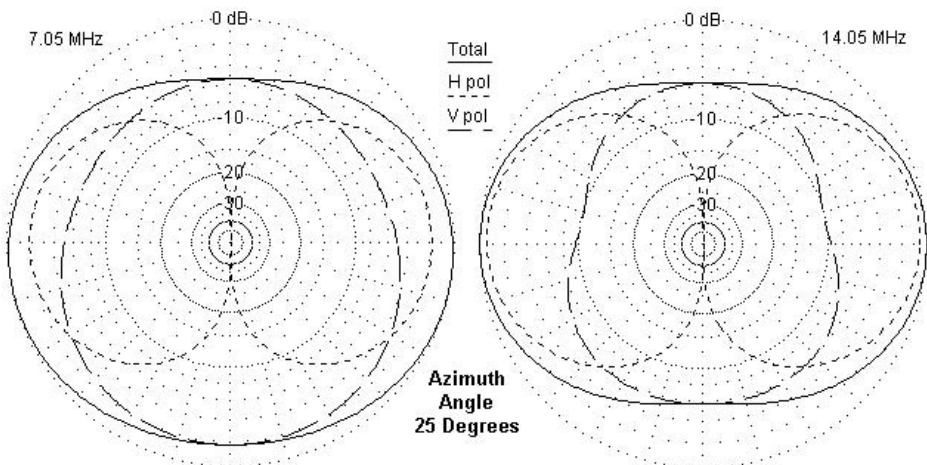 0 dB
7.05 MHz
-10
-20
-30
Total
H pol
V pol
0 dB
14.05 MHz
-10
-20
-30
Azimuth
Angle
25 Degrees